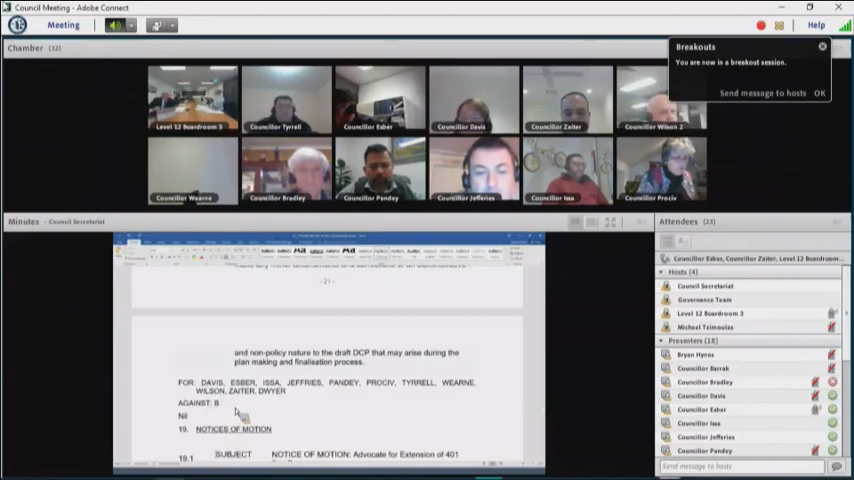 Council Meeting - Adobe Connect
Meeting
Help
Chamber (12)
Breakouts
You are now in a breakout session.
Send message to hosts OK
Level 12 Boardroom 3
Councillor Tyrrell
Councillor Esber
Councillor Davis
Councillor Zaiter
Councillor Wilson 2
Councillor Wearne
Councillor Bradley
Councillor Pandey
Councillor Jefferies
Councillor Issa
Councillor Prociv
Minutes - Council Secretariat
Attendees (23)
- 21 -
and non-policy nature to the draft DCP that may arise during the
plan making and finalisation process.
FOR: DAVIS, ESBER, ISSA, JEFFRIES, PANDEY, PROCIV, TYRRELL, WEARNE,
WILSON, ZAITER, DWYER
AGAINST: B
Nil
19. NOTICES OF MOTION
19.1 SUBJECT NOTICE OF MOTION: Advocate for Extension of 401
Councillor Esber, Councillor Zaiter, Level 12 Boardroom...
Hosts (4)
Council Secretariat
Governance Team
Level 12 Boardroom 3
Michael Tzimoulas
Presenters (18)
Bryan Hynes
Councillor Barrak
Councillor Bradley
Councillor Davis
Councillor Esber
Councillor Issa
Councillor Jefferies
Councillor Pandey
Send message to hosts